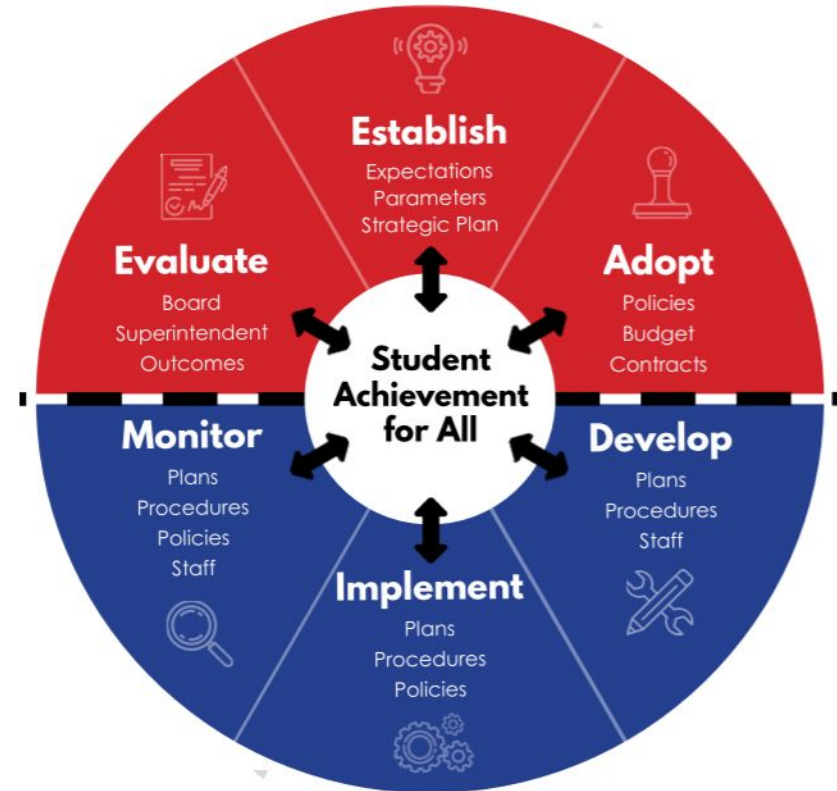 Establish
Expectations
Parameters
Strategic Plan
Adopt
Policies
Budget
Contracts
Develop
Plans
Procedures
Staff
Implement
Plans
Procedures
Policies
Monitor
Plans
Procedures
Policies
Staff
Evaluate
Board
Superintendent
Outcomes
Student
Achievement
for All